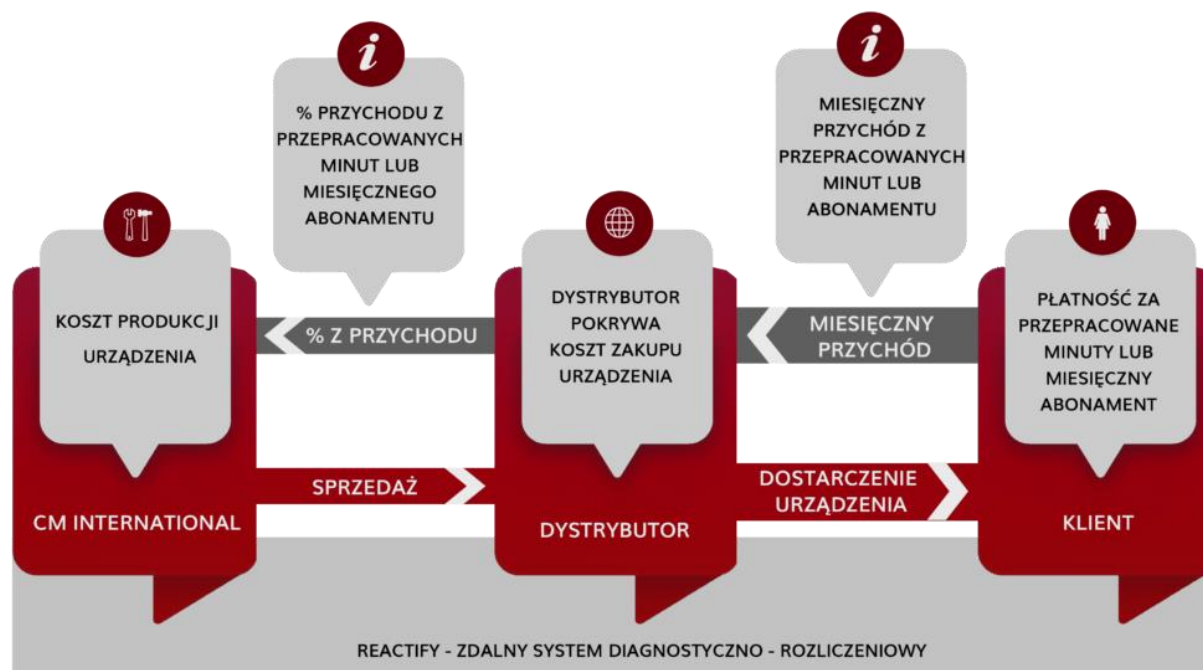 % PRZYCHODU Z
PRZEPRACOWANYCH
MINUT LUB
MIESIĘCZNEGO
ABONAMENTU
MIESIĘCZNY
PRZYCHÓD Z
PRZEPRACOWANYCH
MINUT LUB
ABONAMENTU
KOSZT PRODUKCJI
URZĄDZENIA
% Z PRZYCHODU
DYSTRYBUTOR
POKRYWA
KOSZT ZAKUPU
URZĄDZENIA
MIESIĘCZNY
PRZYCHÓD
PŁATNOŚĆ ZA
PRZEPRACOWANE
MINUTY LUB
MIESIĘCZNY
ABONAMENT
CM INTERNATIONAL
SPRZEDAŻ
DYSTRYBUTOR
DOSTARCZENIE
URZĄDZENIA
KLIENT
REACTIFY - ZDALNY SYSTEM DIAGNOSTYCZNO - ROZLICZENIOWY